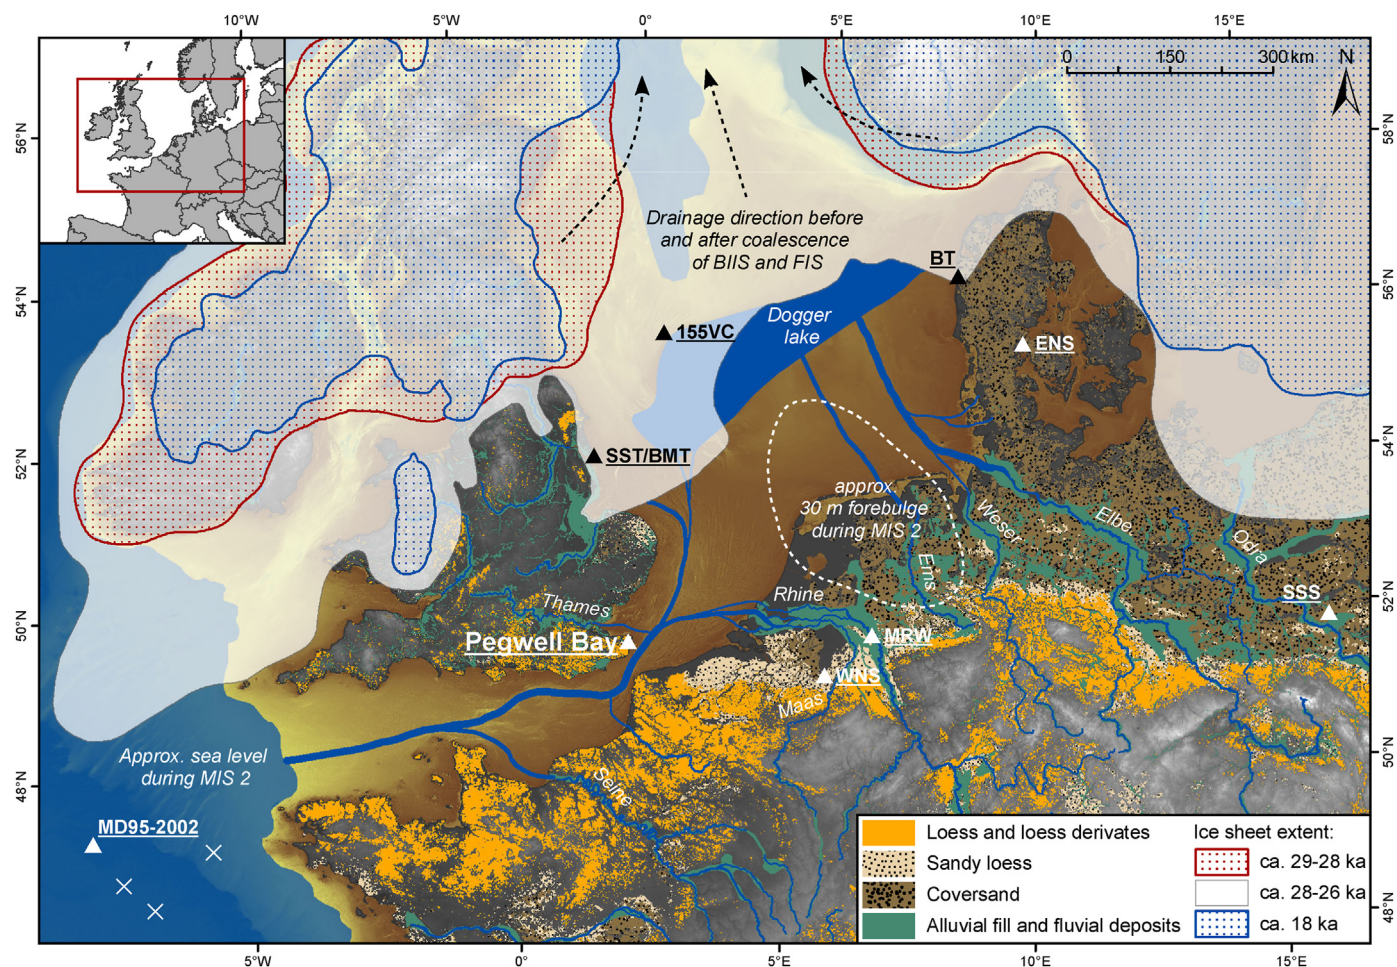 10°W
5°W
0°
5°E
10°E
15°E
0
150
300 km
N
56°N
58°N
Drainage direction before
and after coalescence
of BIIS and FIS
BT
54°N
56°N
155VC
Dogger
lake
ENS
52°N
SST/BMT
54°N
approx.
30 m forebulge
during MIS 2
Weser
Elbe
Odra
Ems
Thames
Rhine
SSS
52°N
50°N
Pegwell Bay
MRW
WNS
Maas
Approx. sea level
during MIS 2
50°N
48°N
Seine
MD95-2002
Loess and loess derivates
Sandy loess
Coversand
Alluvial fill and fluvial deposits
Ice sheet extent:
ca. 29-28 ka
ca. 28-26 ka
ca. 18 ka
48°N
5°W
0°
5°E
10°E
15°E